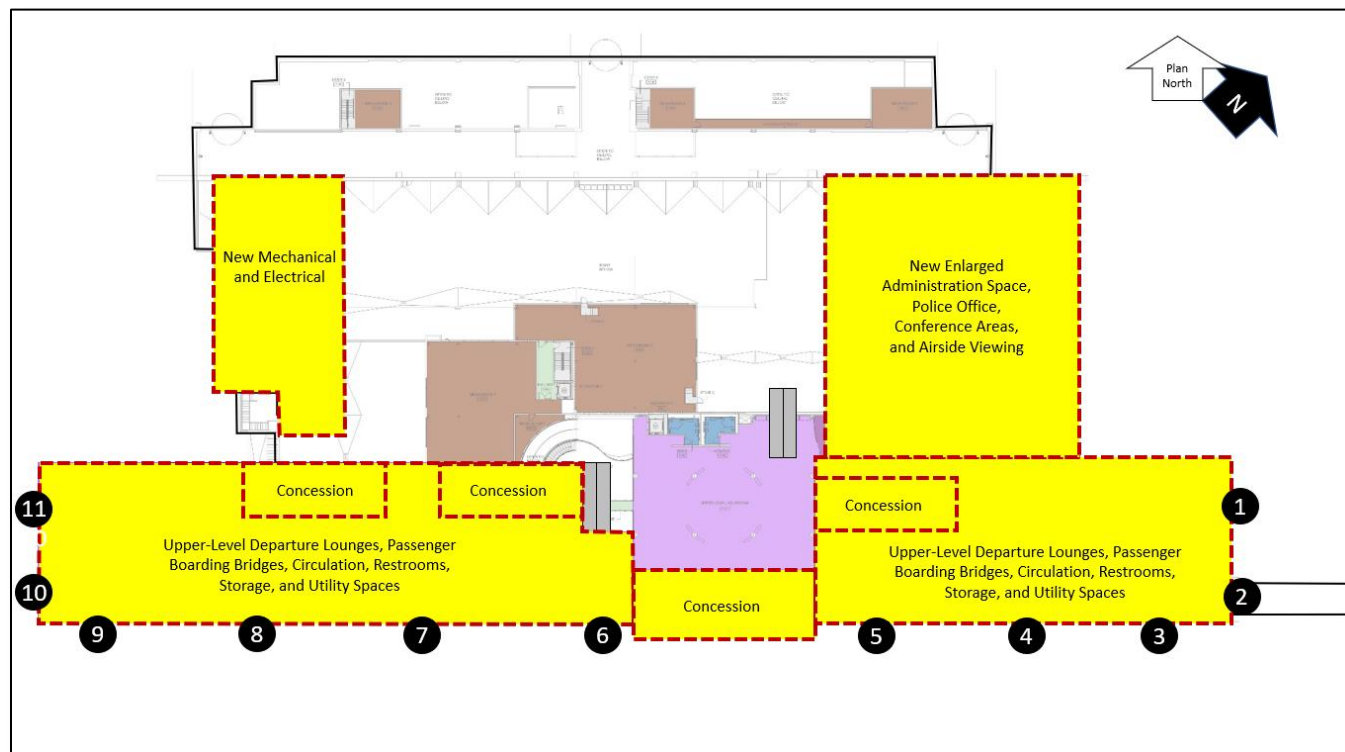 Plan
North
N
New Mechanical
and Electrical
New Enlarged
Administration Space,
Police Office,
Conference Areas,
and Airside Viewing
Concession
Concession
Concession
11
1
Upper-Level Departure Lounges, Passenger
Boarding Bridges, Circulation, Restrooms,
Storage, and Utility Spaces
Upper-Level Departure Lounges, Passenger
Boarding Bridges, Circulation, Restrooms,
Storage, and Utility Spaces
10
Concession
2
9
8
7
6
5
4
3